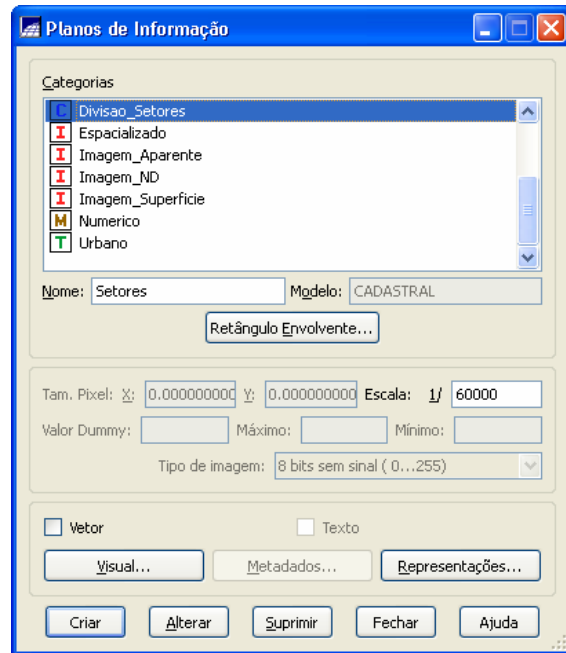 Planos de Informação
Categorias
C Divisao_Setores
I Espacializado
I Imagem_Aparente
I Imagem_ND
I Imagem_Superficie
M Numerico
T Urbano
Nome: Setores Modelo: CADASTRAL
Retângulo Envolvente...
Tam. Pixel: X: 0.000000000 Y: 0.000000000 Escala: 1/ 60000
Valor Dummy: Máximo: Mínimo:
Tipo de imagem: 8 bits sem sinal ( 0...255)
Vetor Texto
Visual... Metadados... Representações...
Criar Alterar Suprimir Fechar Ajuda